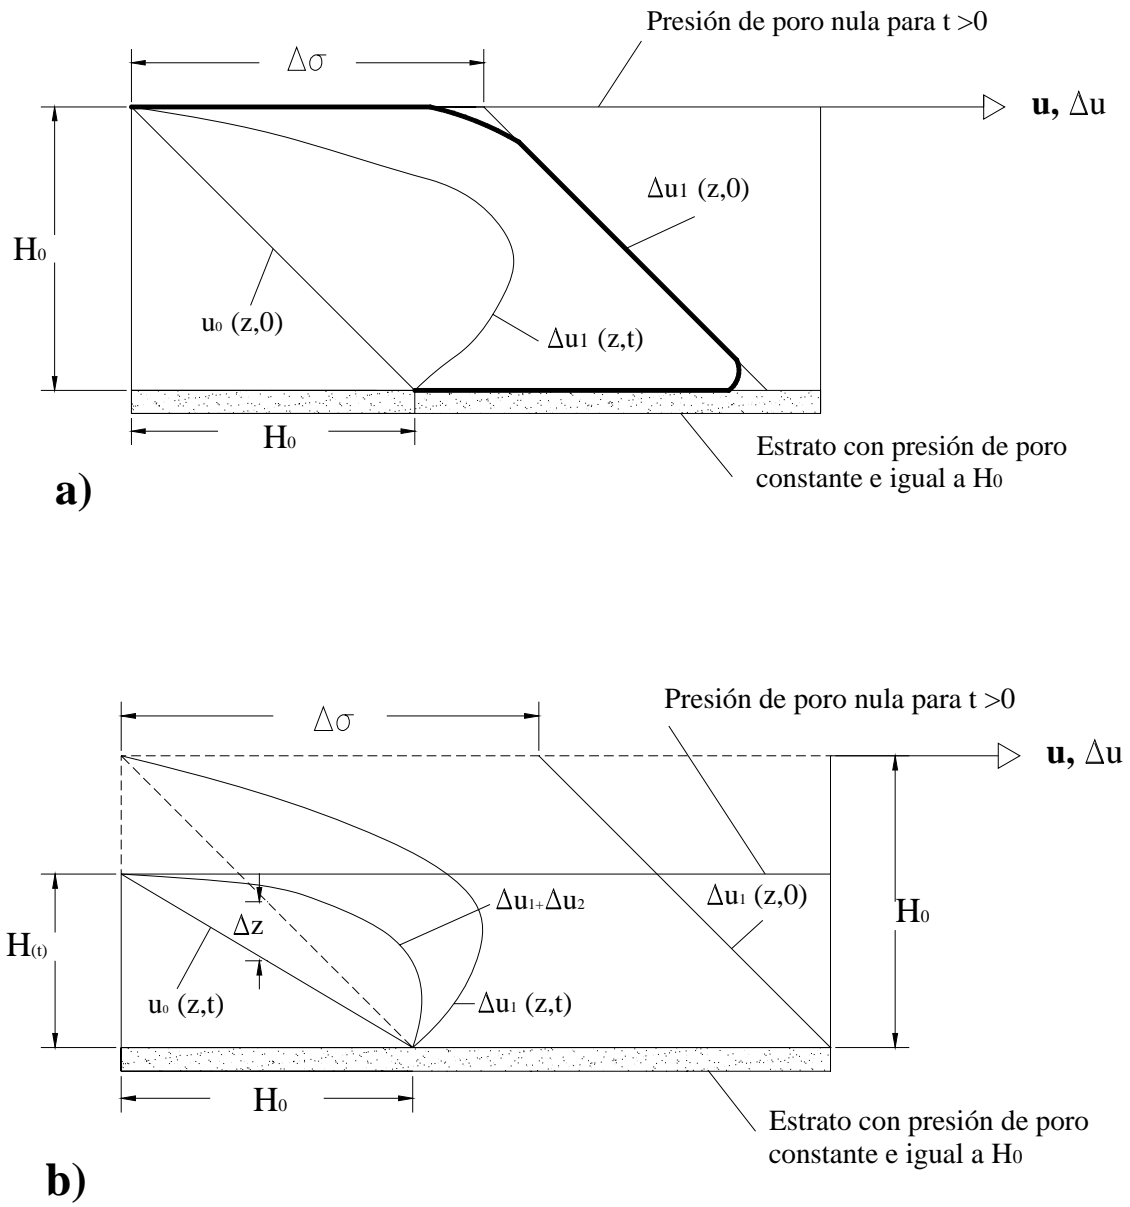 Presión de poro nula para t >0
Δσ
u, Δu
Δu1 (z,0)
H0
u0 (z,0)
Δu1 (z,t)
H0
Estrato con presión de poro
constante e igual a H0
a)
Presión de poro nula para t >0
Δσ
u, Δu
Δu1+Δu2
Δu1 (z,0)
H0
Δz
H(t)
u0 (z,t)
Δu1 (z,t)
H0
Estrato con presión de poro
constante e igual a H0
b)